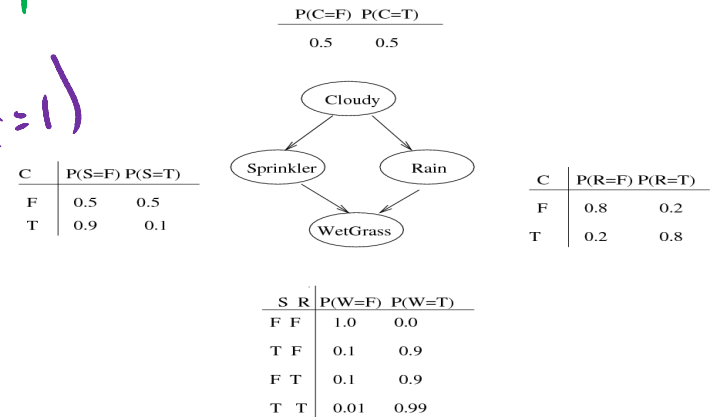 P(C=F) P(C=T)
0.5 0.5
=1)
Cloudy
Sprinkler
Rain
WetGrass
C P(S=F) P(S=T)
F 0.5 0.5
T 0.9 0.1
C P(R=F) P(R=T)
F 0.8 0.2
T 0.2 0.8
S R P(W=F) P(W=T)
F F 1.0 0.0
T F 0.1 0.9
F T 0.1 0.9
T T 0.01 0.99